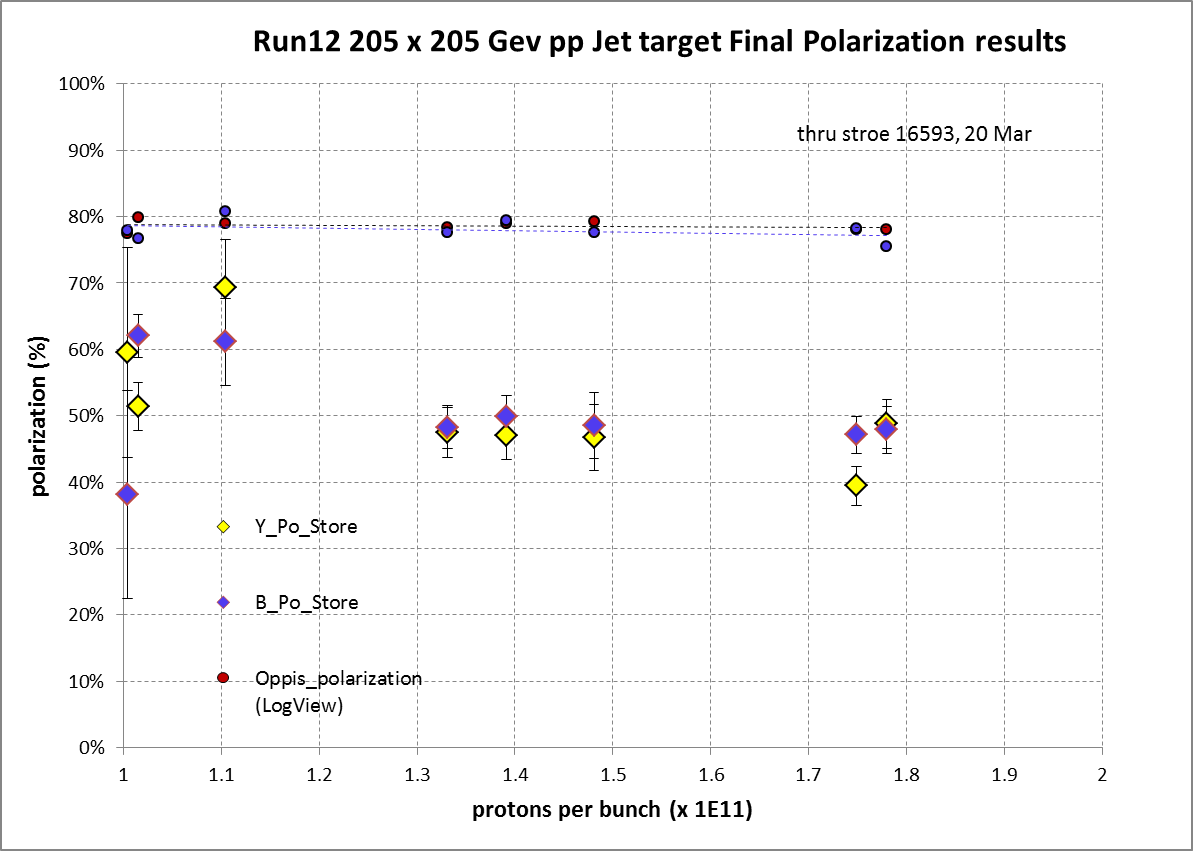 Run12 205 x 205 Gev pp Jet target Final Polarization results
thru stroe 16593, 20 Mar
polarization (%)
100%
90%
80%
70%
60%
50%
40%
30%
20%
10%
0%
Y_Po_Store
B_Po_Store
Oppis_polarization
(LogView)
1 1.1 1.2 1.3 1.4 1.5 1.6 1.7 1.8 1.9 2
protons per bunch (x 1E11)